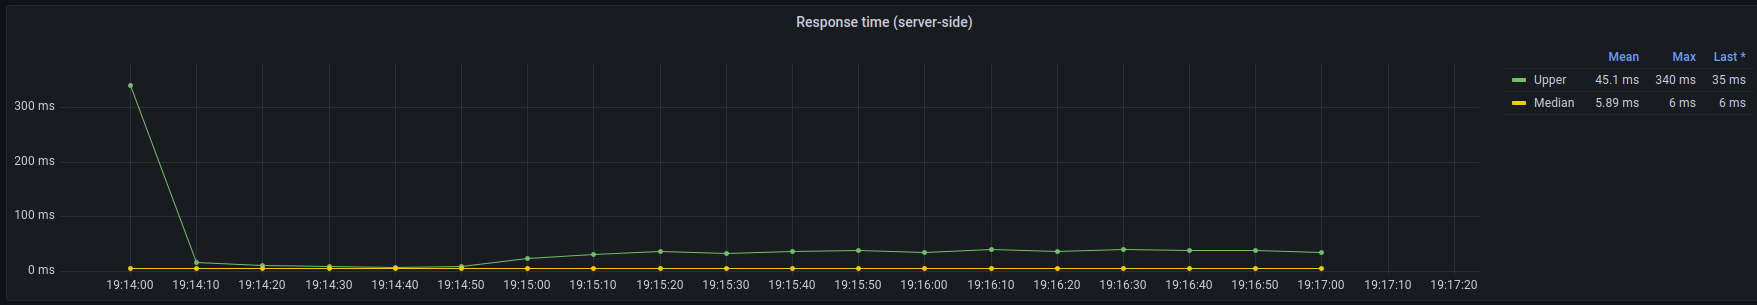 Response time (server-side)
Mean Max Last *
Upper 45.1 ms 340 ms 35 ms
Median 5.89 ms 6 ms 6 ms
300 ms
200 ms
100 ms
0 ms
19:14:00 19:14:10 19:14:20 19:14:30 19:14:40 19:14:50 19:15:00 19:15:10 19:15:20 19:15:30 19:15:40 19:15:50 19:16:00 19:16:10 19:16:20 19:16:30 19:16:40 19:16:50 19:17:00 19:17:10 19:17:20